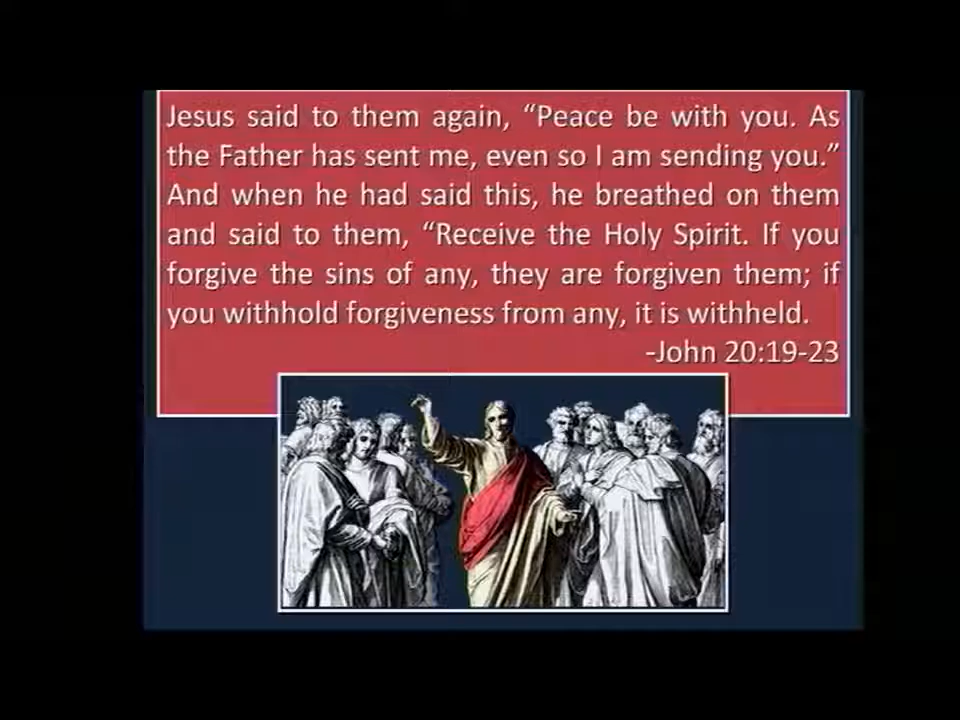 Jesus said to them again, “Peace be with you. As
the Father has sent me, even so I am sending you.”
And when he had said this, he breathed on them
and said to them, “Receive the Holy Spirit. If you
forgive the sins of any, they are forgiven them; if
you withhold forgiveness from any, it is withheld.
-John 20:19-23